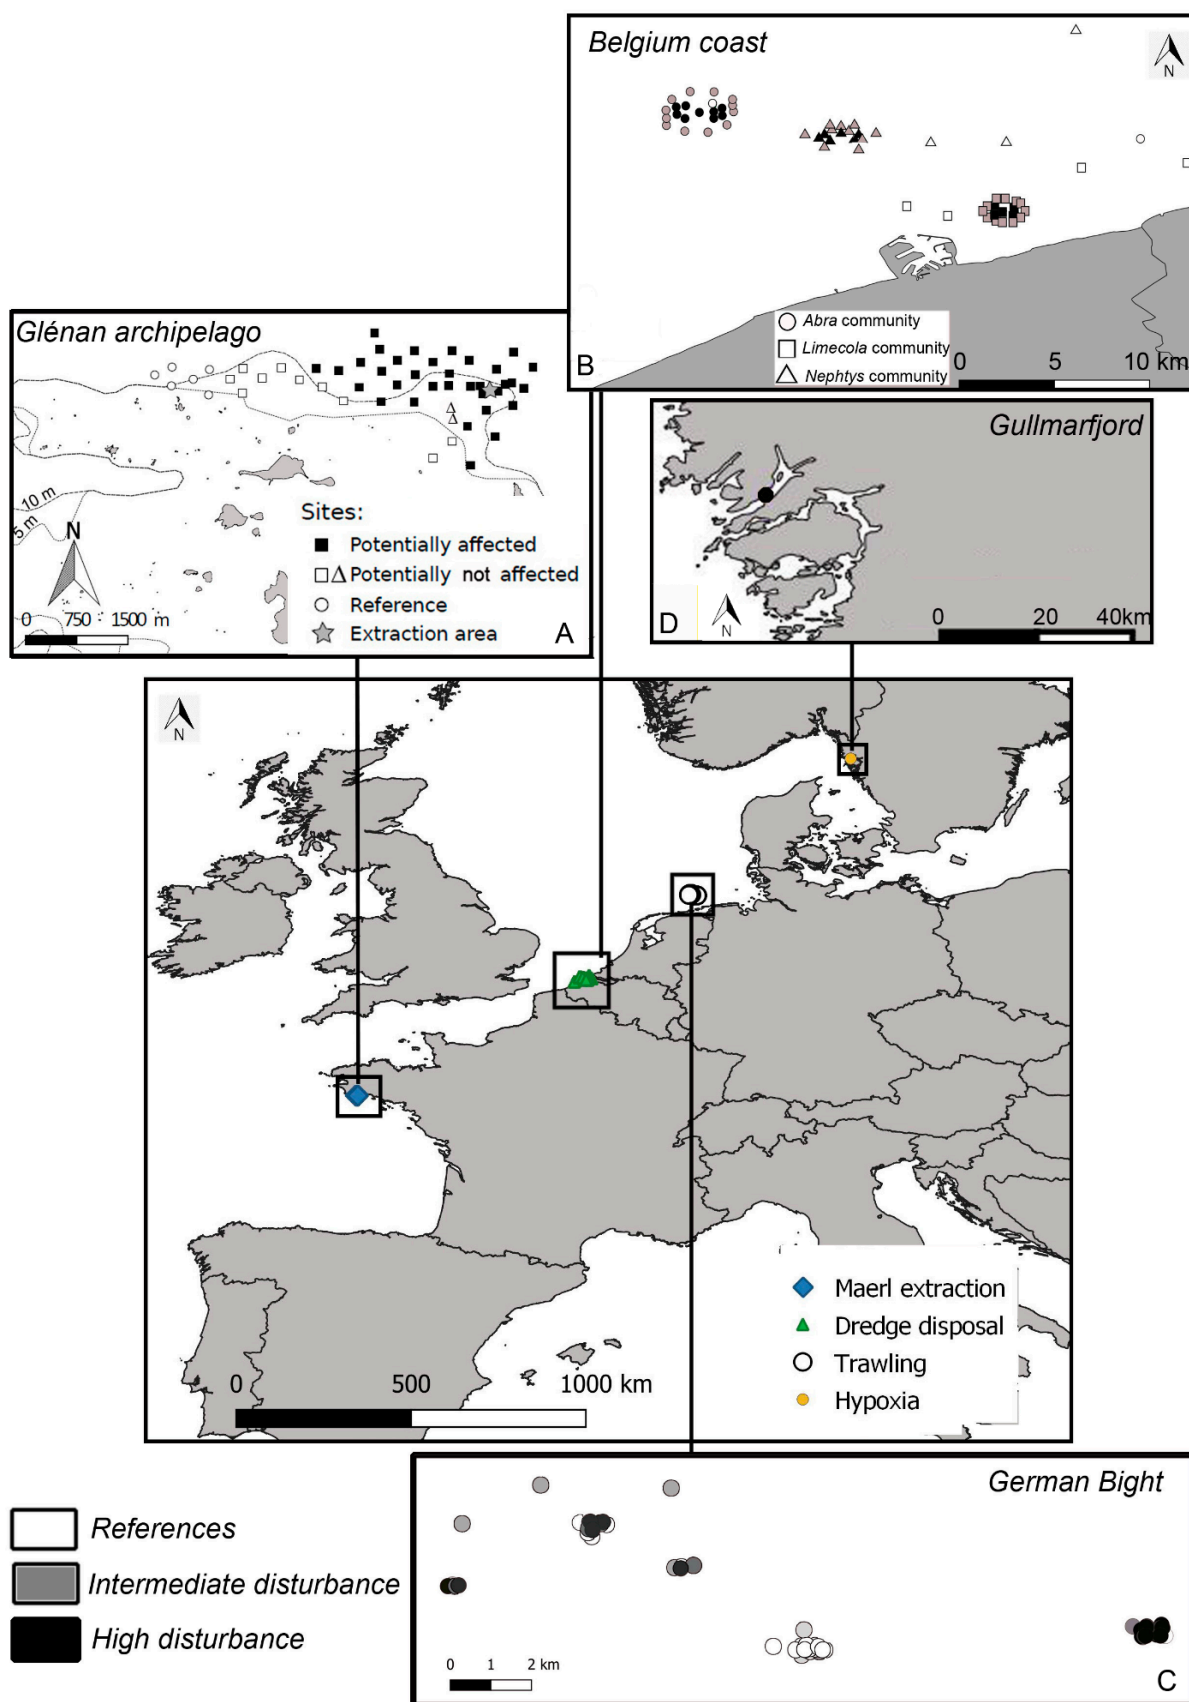 Belgium coast
N
Abra community
Limecola community
Nephtys community
B
0 5 10 km
Glénan archipelago
10 m
5 m
N
Sites:
Potentially affected
Potentially not affected
Reference
Extraction area
0 750 1500 m
A
Gullmarfjord
D
N
0 20 40km
N
Maerl extraction
Dredge disposal
Trawling
Hypoxia
0 500 1000 km
German Bight
References
Intermediate disturbance
High disturbance
0 1 2 km
C